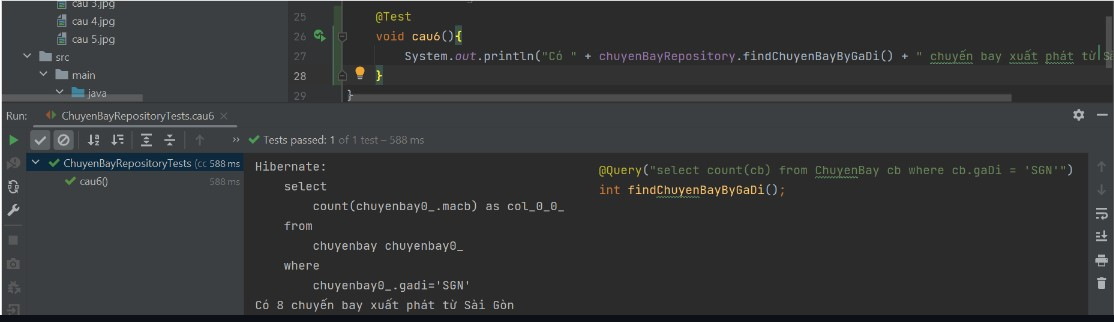 cau 3.jpg
cau 4.jpg
cau 5.jpg
src
main
java
25 @Test
26 void cau6(){
27 System.out.println("Có " + chuyenBayRepository.findChuyenBayByGaDi() + " chuyến bay xuất phát từ Sà
28 }
29 }
Run: ChuyenBayRepositoryTests.cau6
Tests passed: 1 of 1 test – 588 ms
ChuyenBayRepositoryTests (cc 588 ms
cau6() 588 ms
Hibernate:
select
count(chuyenbay0_.macb) as col_0_0_
from
chuyenbay chuyenbay0_
where
chuyenbay0_.gadi='SGN'
Có 8 chuyến bay xuất phát từ Sài Gòn
@Query("select count(cb) from ChuyenBay cb where cb.gaDi = 'SGN'")
int findChuyenBayByGaDi();